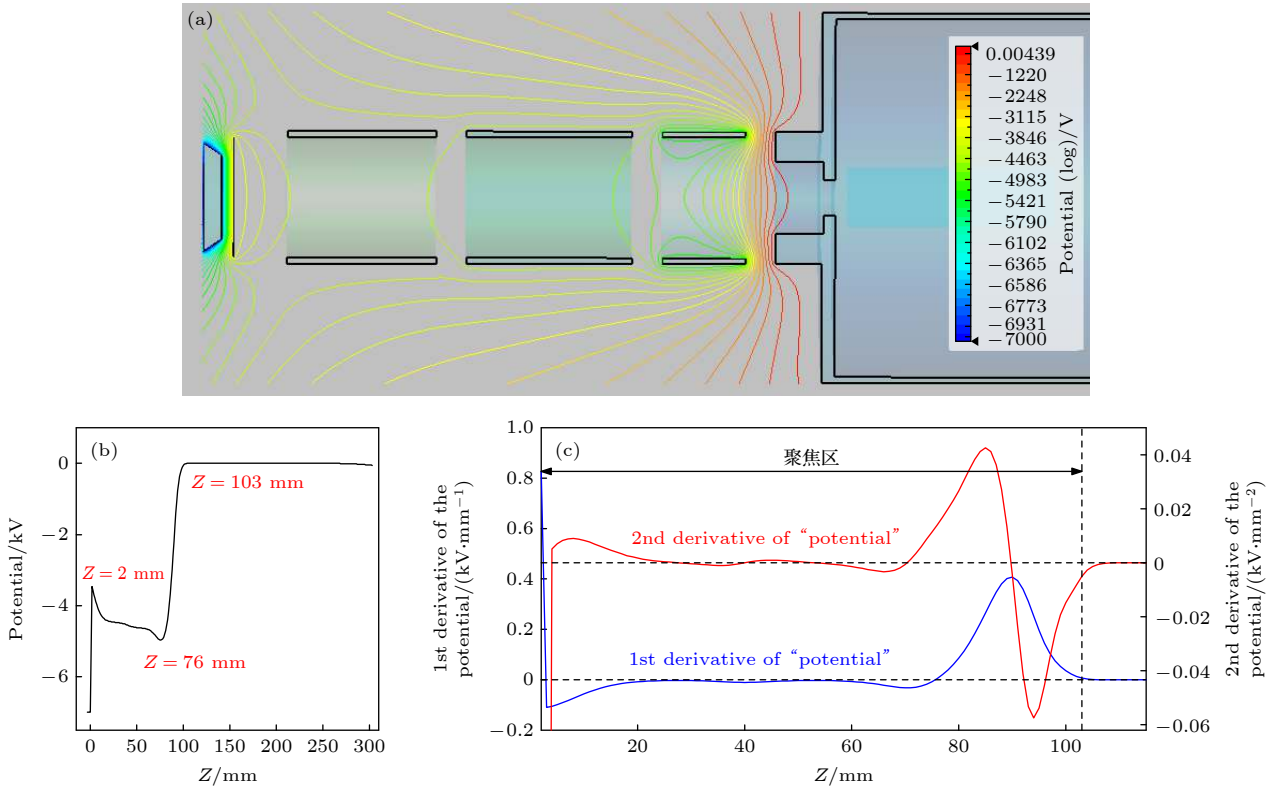 (a)
0.00439
−1220
−2248
−3115
−3846
−4463
−4983
−5421
−5790
−6102
−6365
−6586
−6773
−6931
−7000
Potential (log)/V
(b)
0
−2
−4
−6
Potential/kV
Z = 103 mm
Z = 2 mm
Z = 76 mm
0 50 100 150 200 250 300
Z/mm
(c)
聚焦区
1.0
0.8
0.6
0.4
0.2
0
−0.2
1st derivative of the
potential/(kV·mm⁻¹)
2nd derivative of “potential”
1st derivative of “potential”
0.04
0.02
0
−0.02
−0.04
−0.06
2nd derivative of the
potential/(kV·mm⁻²)
20 40 60 80 100
Z/mm